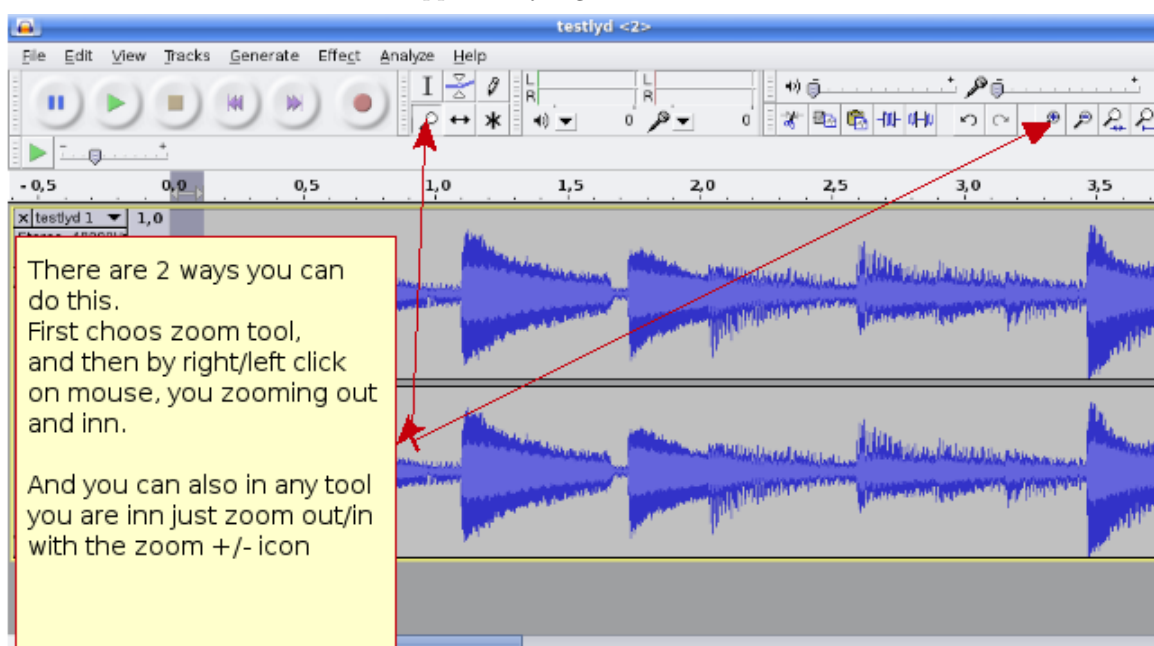 testlyd <2>
File Edit View Tracks Generate Effect Analyze Help
L
R
L
R
0
0
- +
- 0,5 0,0 0,5 1,0 1,5 2,0 2,5 3,0 3,5
x testlyd 1 1,0
There are 2 ways you can
do this.
First choos zoom tool,
and then by right/left click
on mouse, you zooming out
and inn.
And you can also in any tool
you are inn just zoom out/in
with the zoom +/- icon